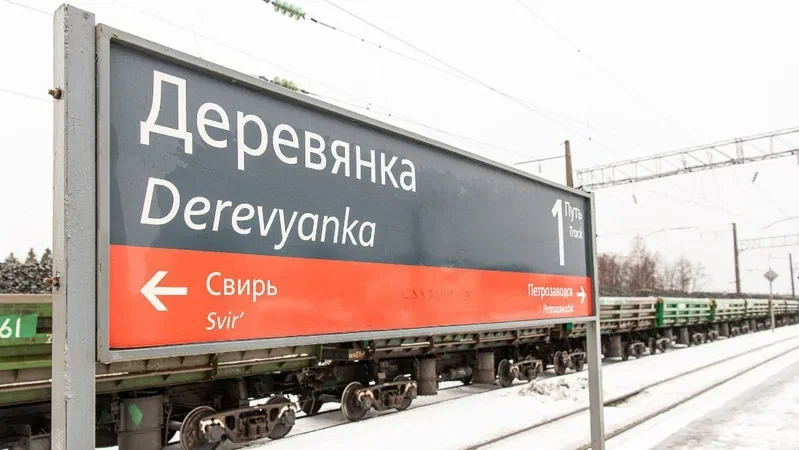 Деревянка
Derevyanka
1 Путь
Track
← Свирь
Svir’
Петрозаводск →
Petrozavodsk
61